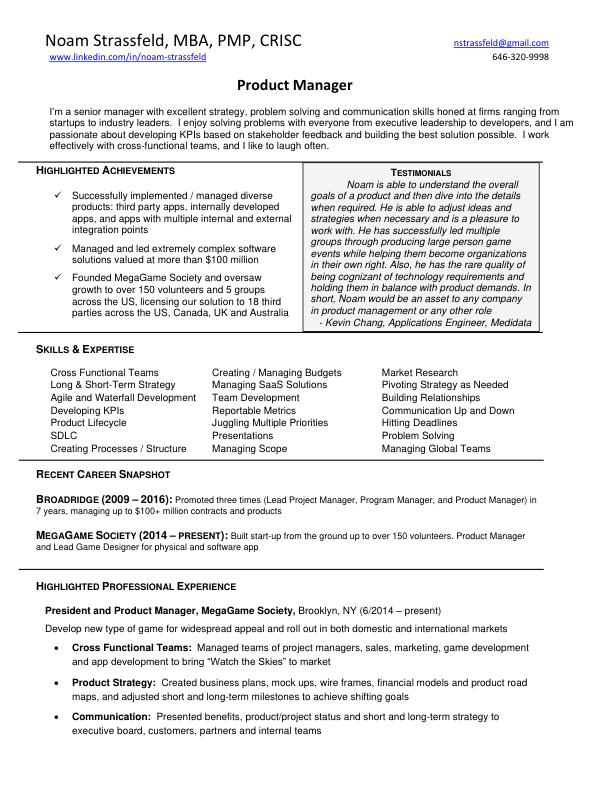 Noam Strassfeld, MBA, PMP, CRISC
nstrassfeld@gmail.com
www.linkedin.com/in/noam-strassfeld
646-320-9998
Product Manager
I'm a senior manager with excellent strategy, problem solving and communication skills honed at firms ranging from
startups to industry leaders.  I enjoy solving problems with everyone from executive leadership to developers, and I am
passionate about developing KPIs based on stakeholder feedback and building the best solution possible.  I work
effectively with cross-functional teams, and I like to laugh often.
HIGHLIGHTED ACHIEVEMENTS
✓ Successfully implemented / managed diverse
products: third party apps, internally developed
apps, and apps with multiple internal and external
integration points
✓ Managed and led extremely complex software
solutions valued at more than $100 million
✓ Founded MegaGame Society and oversaw
growth to over 150 volunteers and 5 groups
across the US, licensing our solution to 18 third
parties across the US, Canada, UK and Australia
TESTIMONIALS
Noam is able to understand the overall
goals of a product and then dive into the details
when required. He is able to adjust ideas and
strategies when necessary and is a pleasure to
work with. He has successfully led multiple
groups through producing large person game
events while helping them become organizations
in their own right. Also, he has the rare quality of
being cognizant of technology requirements and
holding them in balance with product demands. In
short, Noam would be an asset to any company
in product management or any other role
- Kevin Chang, Applications Engineer, Medidata
SKILLS & EXPERTISE
Cross Functional Teams
Long & Short-Term Strategy
Agile and Waterfall Development
Developing KPIs
Product Lifecycle
SDLC
Creating Processes / Structure
Creating / Managing Budgets
Managing SaaS Solutions
Team Development
Reportable Metrics
Juggling Multiple Priorities
Presentations
Managing Scope
Market Research
Pivoting Strategy as Needed
Building Relationships
Communication Up and Down
Hitting Deadlines
Problem Solving
Managing Global Teams
RECENT CAREER SNAPSHOT
BROADRIDGE (2009 – 2016): Promoted three times (Lead Project Manager, Program Manager, and Product Manager) in
7 years, managing up to $100+ million contracts and products
MEGAGAME SOCIETY (2014 – PRESENT): Built start-up from the ground up to over 150 volunteers. Product Manager
and Lead Game Designer for physical and software app
HIGHLIGHTED PROFESSIONAL EXPERIENCE
President and Product Manager, MegaGame Society, Brooklyn, NY (6/2014 – present)
Develop new type of game for widespread appeal and roll out in both domestic and international markets
• Cross Functional Teams:  Managed teams of project managers, sales, marketing, game development
and app development to bring “Watch the Skies” to market
• Product Strategy:  Created business plans, mock ups, wire frames, financial models and product road
maps, and adjusted short and long-term milestones to achieve shifting goals
• Communication:  Presented benefits, product/project status and short and long-term strategy to
executive board, customers, partners and internal teams